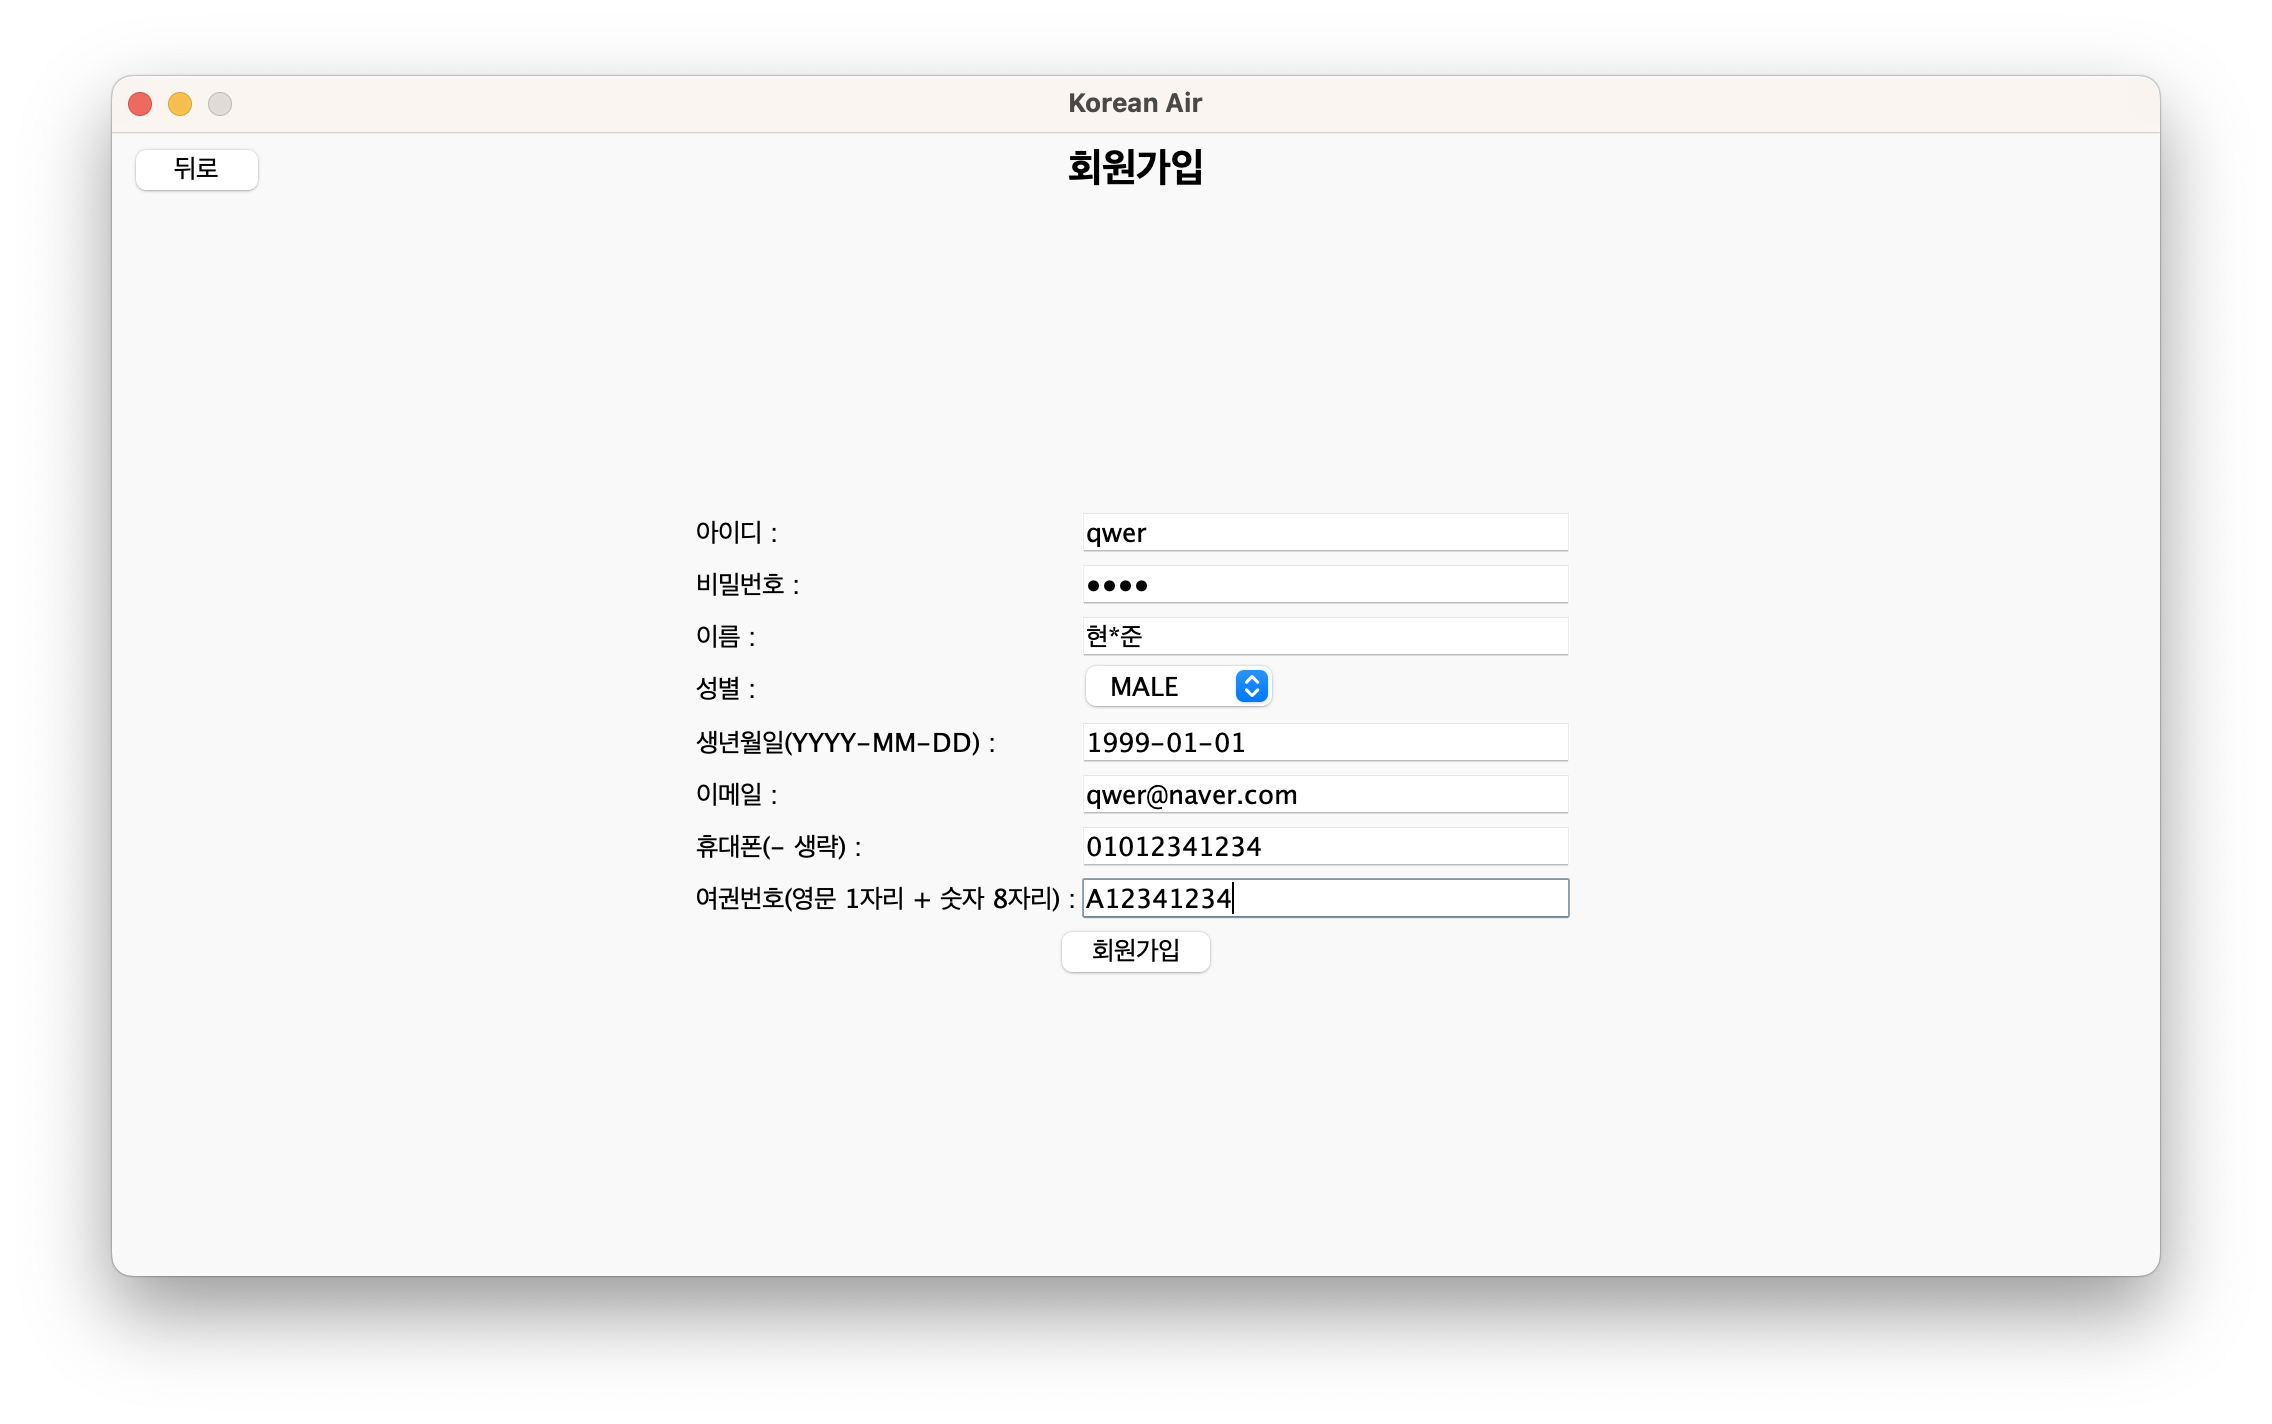 Korean Air
뒤로
회원가입
아이디 : qwer
비밀번호 : ••••
이름 : 현*준
성별 : MALE
생년월일(YYYY-MM-DD) : 1999-01-01
이메일 : qwer@naver.com
휴대폰(- 생략) : 01012341234
여권번호(영문 1자리 + 숫자 8자리) : A12341234
회원가입